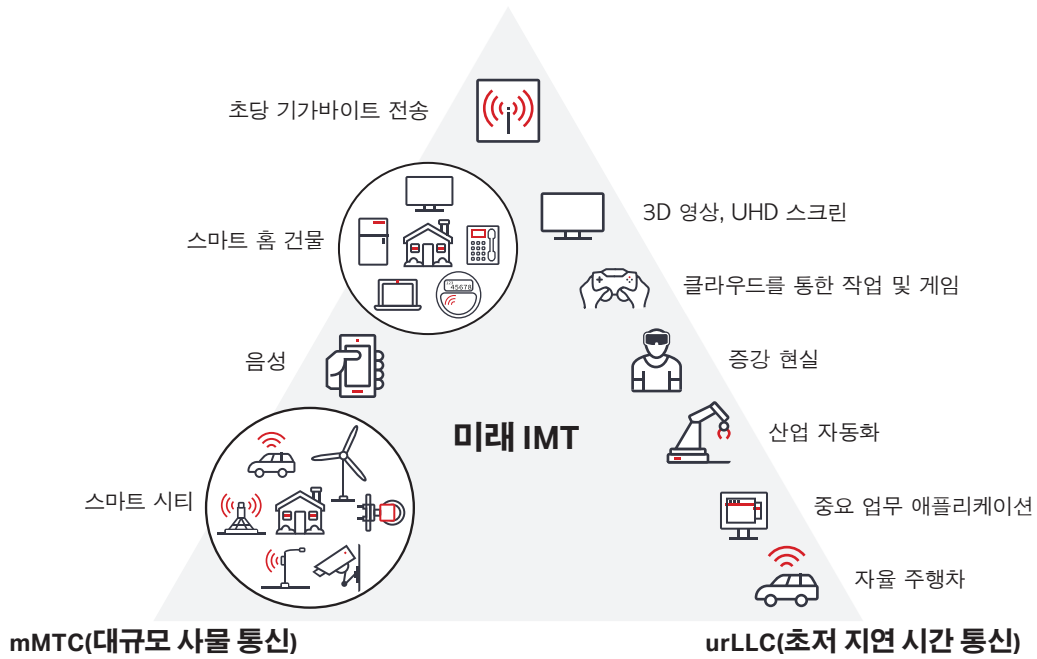 초당 기가바이트 전송
3D 영상, UHD 스크린
스마트 홈 건물
45678
클라우드를 통한 작업 및 게임
음성
증강 현실
미래 IMT
산업 자동화
스마트 시티
중요 업무 애플리케이션
자율 주행차
mMTC(대규모 사물 통신)
urLLC(초저 지연 시간 통신)